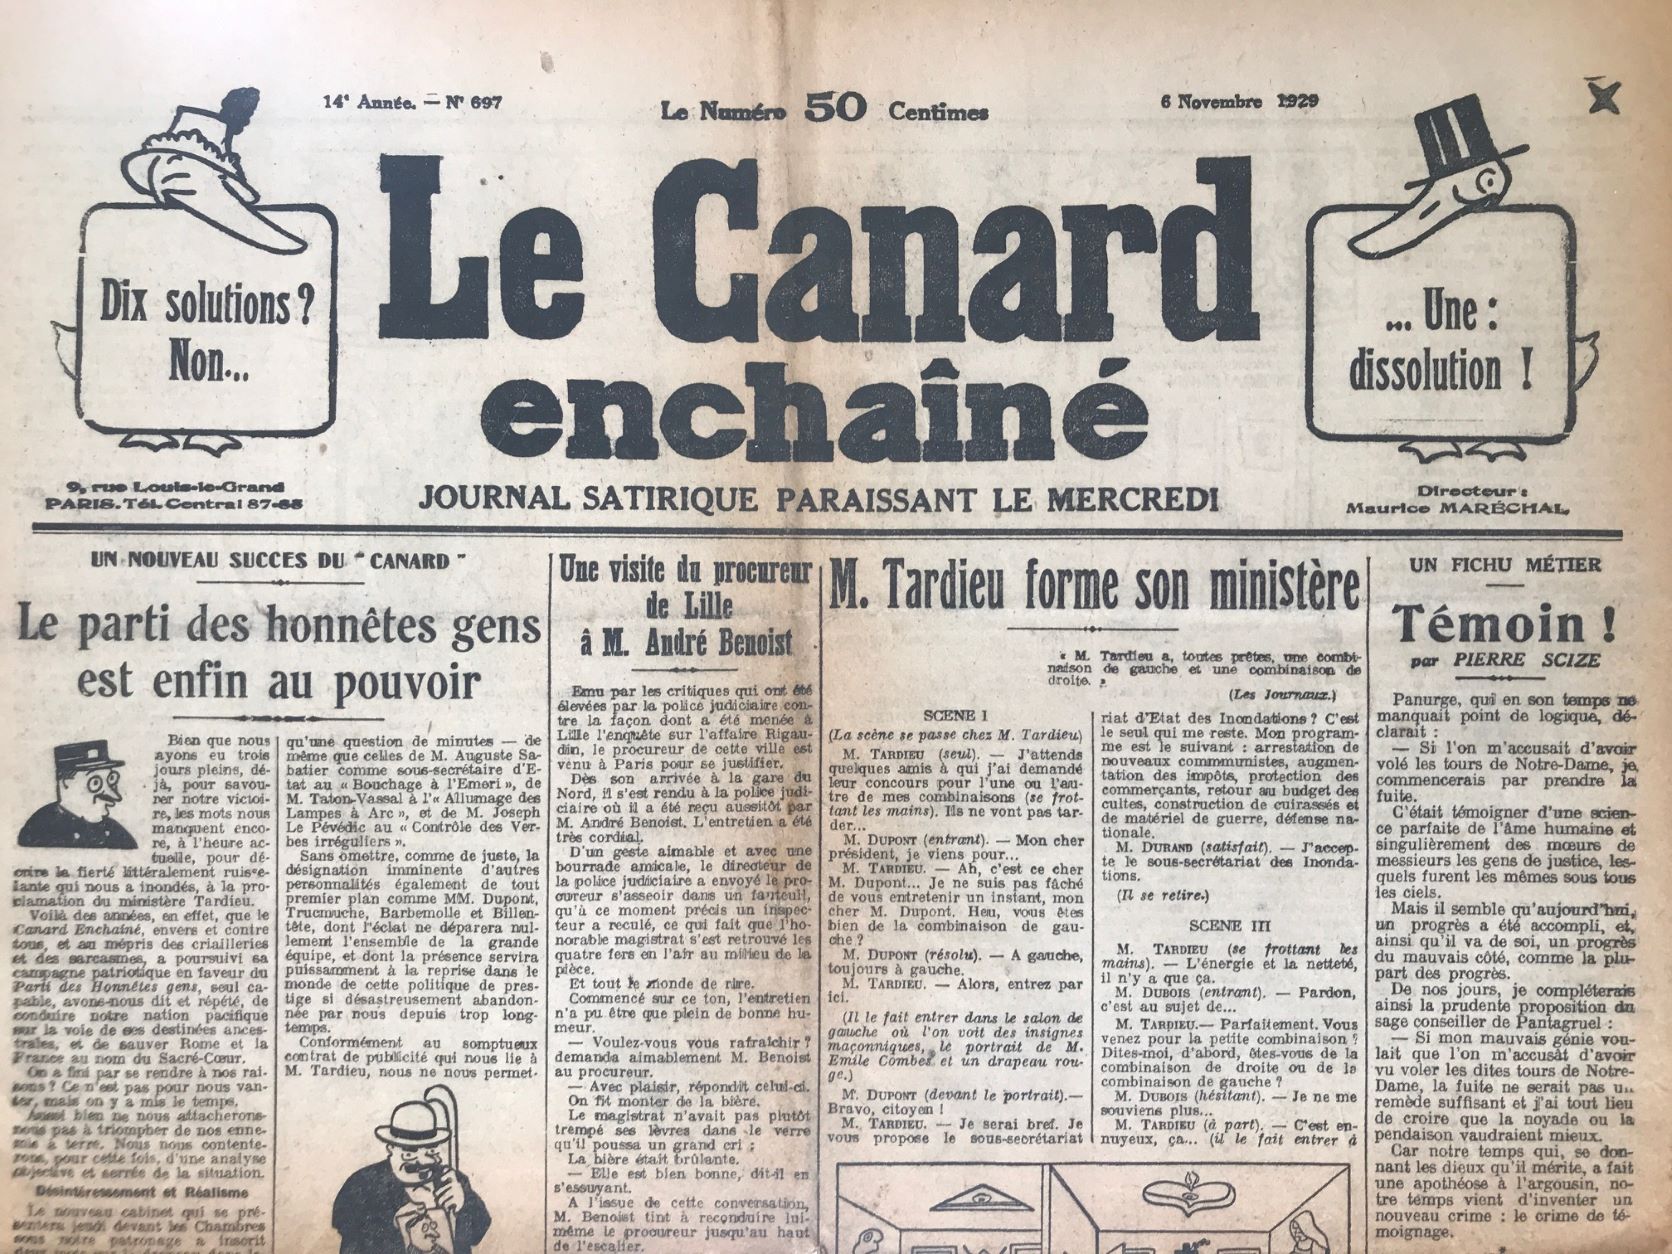 14e Année. — N° 697
Le Numéro 50 Centimes
6 Novembre 1929
Dix solutions ?
Non...
Le Canard
enchaîné
... Une :
dissolution !
9, rue Louis-le-Grand
PARIS. Tél. Central 87-68
JOURNAL SATIRIQUE PARAISSANT LE MERCREDI
Directeur :
Maurice MARÉCHAL
UN NOUVEAU SUCCES DU " CANARD "
Le parti des honnêtes gens
est enfin au pouvoir
Bien que nous
ayons eu trois
jours pleins, dé-
jà, pour savou-
rer notre victoi-
re, les mots nous
manquent enco-
re, à l'heure ac-
tuelle, pour dé-
crire la fierté littéralement ruisse-
lante qui nous a inondés, à la pro-
clamation du ministère Tardieu.
Voilà des années, en effet, que le
Canard Enchaîné, envers et contre
tous, et au mépris des criailleries
et des sarcasmes, a poursuivi sa
campagne patriotique en faveur du
Parti des Honnêtes gens, seul ca-
pable, avons-nous dit et répété, de
conduire notre nation pacifique
sur la voie de ses destinées ances-
trales, et de sauver Rome et la
France au nom du Sacré-Cœur.
On a fini par se rendre à nos rai-
sons ? Ce n'est pas pour nous van-
ter, mais on y a mis le temps.
Aussi bien ne nous attacherons-
nous pas à triompher de nos enne-
mis à terre. Nous nous contente-
rons, pour cette fois, d'une analyse
objective et serrée de la situation.
Désintéressement et Réalisme
Le nouveau cabinet qui se pré-
sentera jeudi devant les Chambres
sous notre patronage a inscrit
qu'une question de minutes — de
même que celles de M. Auguste Sa-
batier comme sous-secrétaire d'E-
tat au « Bouchage à l'Emeri », de
M. Taton-Vassal à l'« Allumage des
Lampes à Arc », et de M. Joseph
Le Pévédic au « Contrôle des Ver-
bes irréguliers ».
Sans omettre, comme de juste, la
désignation imminente d'autres
personnalités également de tout
premier plan comme MM. Dupont,
Trucmuche, Barbemolle et Billen-
tête, dont l'éclat ne déparera nul-
lement l'ensemble de la grande
équipe, et dont la présence servira
puissamment à la reprise dans le
monde de cette politique de pres-
tige si désastreusement abandon-
née par nous depuis trop long-
temps.
Conformément au somptueux
contrat de publicité qui nous lie à
M. Tardieu, nous ne nous permet-
Une visite du procureur
de Lille
à M. André Benoist
Emu par les critiques qui ont été
élevées par la police judiciaire con-
tre la façon dont a été menée à
Lille l'enquête sur l'affaire Rigau-
din, le procureur de cette ville est
venu à Paris pour se justifier.
Dès son arrivée à la gare du
Nord, il s'est rendu à la police judi-
ciaire où il a été reçu aussitôt par
M. André Benoist. L'entretien a été
très cordial.
D'un geste aimable et avec une
bourrade amicale, le directeur de
la police judiciaire a envoyé le pro-
cureur s'asseoir dans un fauteuil,
qu'à ce moment précis un inspec-
teur a reculé, ce qui fait que l'ho-
norable magistrat s'est retrouvé les
quatre fers en l'air au milieu de la
pièce.
Et tout le monde de rire.
Commencé sur ce ton, l'entretien
n'a pu être que plein de bonne hu-
meur.
— Voulez-vous vous rafraîchir ?
demanda aimablement M. Benoist
au procureur.
— Avec plaisir, répondit celui-ci.
On fit monter de la bière.
Le magistrat n'avait pas plutôt
trempé ses lèvres dans le verre
qu'il poussa un grand cri :
La bière était brûlante.
— Elle est bien bonne, dit-il en
s'essuyant.
A l'issue de cette conversation,
M. Benoist tint à reconduire lui-
même le procureur jusqu'au haut
de l'escalier.
M. Tardieu forme son ministère
« M. Tardieu a, toutes prêtes, une combi-
naison de gauche et une combinaison de
droite. »
(Les Journaux.)
SCENE I
(La scène se passe chez M. Tardieu)
M. TARDIEU (seul). — J'attends
quelques amis à qui j'ai demandé
leur concours pour l'une ou l'au-
tre de mes combinaisons (se frot-
tant les mains). Ils ne vont pas tar-
der...
M. DUPONT (entrant). — Mon cher
président, je viens pour...
M. TARDIEU. — Ah, c'est ce cher
M. Dupont... Je ne suis pas fâché
de vous entretenir un instant, mon
cher M. Dupont. Heu, vous êtes
bien de la combinaison de gau-
che ?
M. DUPONT (résolu). — A gauche,
toujours à gauche.
M. TARDIEU. — Alors, entrez par
ici.
(Il le fait entrer dans le salon de
gauche où l'on voit des insignes
maçonniques, le portrait de M.
Emile Combes et un drapeau rou-
ge.)
M. DUPONT (devant le portrait).—
Bravo, citoyen !
M. TARDIEU. — Je serai bref. Je
vous propose le sous-secrétariat
riat d'Etat des Inondations ? C'est
le seul qui me reste. Mon program-
me est le suivant : arrestation de
nouveaux communistes, augmen-
tation des impôts, protection des
commerçants, retour au budget des
cultes, construction de cuirassés et
de matériel de guerre, défense na-
tionale.
M. DURAND (satisfait). — J'accep-
te le sous-secrétariat des Inonda-
tions.
(Il se retire.)
SCENE III
M. TARDIEU (se frottant les
mains). — L'énergie et la netteté,
il n'y a que ça.
M. DUBOIS (entrant). — Pardon,
c'est au sujet de...
M. TARDIEU.— Parfaitement. Vous
venez pour la petite combinaison ?
Dites-moi, d'abord, êtes-vous de la
combinaison de droite ou de la
combinaison de gauche ?
M. DUBOIS (hésitant). — Je ne me
souviens plus...
M. TARDIEU (à part). — C'est en-
nuyeux, ça... (il le fait entrer à
UN FICHU MÉTIER
Témoin !
par PIERRE SCIZE
Panurge, qui en son temps ne
manquait point de logique, dé-
clarait :
— Si l'on m'accusait d'avoir
volé les tours de Notre-Dame, je
commencerais par prendre la
fuite.
C'était témoigner d'une scien-
ce parfaite de l'âme humaine et
singulièrement des mœurs de
messieurs les gens de justice, les-
quels furent les mêmes sous tous
les ciels.
Mais il semble qu'aujourd'hui,
un progrès a été accompli, et,
ainsi qu'il va de soi, un progrès
du mauvais côté, comme la plu-
part des progrès.
De nos jours, je compléterais
ainsi la prudente proposition du
sage conseiller de Pantagruel :
— Si mon mauvais génie vou-
lait que l'on m'accusât d'avoir
vu voler les dites tours de Notre-
Dame, la fuite ne serait pas un
remède suffisant et j'ai tout lieu
de croire que la noyade ou la
pendaison vaudraient mieux.
Car notre temps qui, se don-
nant les dieux qu'il mérite, a fait
une apothéose à l'argousin, no-
tre temps vient d'inventer un
nouveau crime : le crime de té-
moignage.